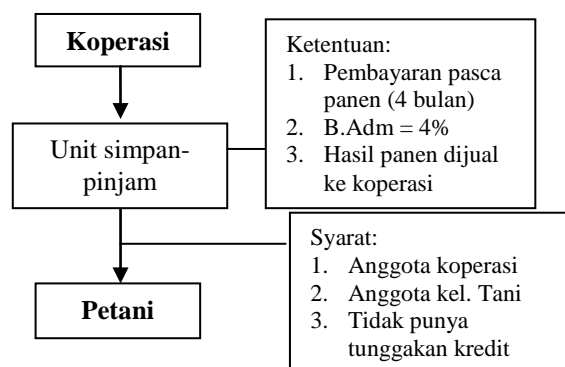 Koperasi
Unit simpan-
pinjam
Petani
Ketentuan:
1. Pembayaran pasca
panen (4 bulan)
2. B.Adm = 4%
3. Hasil panen dijual
ke koperasi
Syarat:
1. Anggota koperasi
2. Anggota kel. Tani
3. Tidak punya
tunggakan kredit